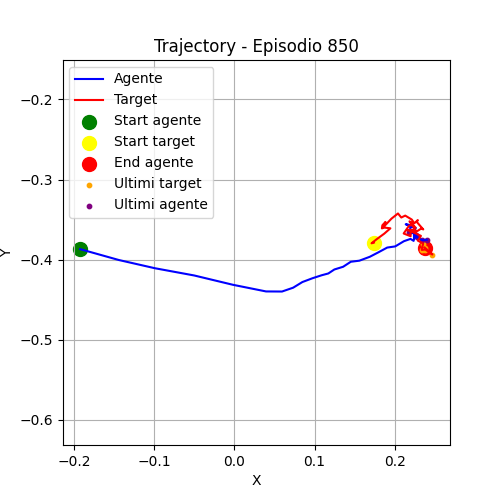 Trajectory - Episodio 850
Agente
Target
Start agente
Start target
End agente
Ultimi target
Ultimi agente
−0.2
−0.3
−0.4
−0.5
−0.6
Y
−0.2
−0.1
0.0
0.1
0.2
X